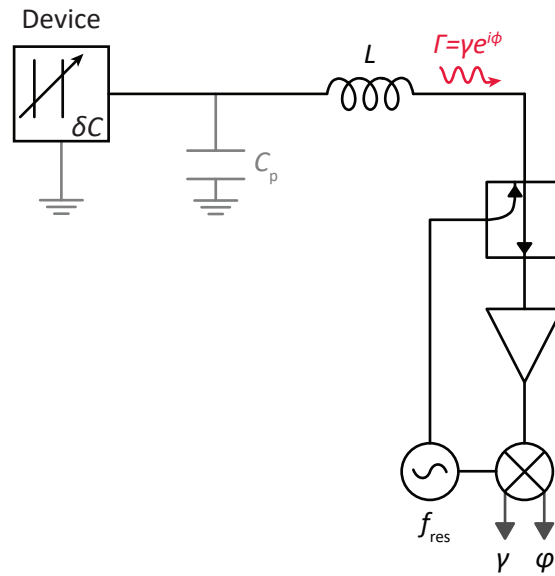 Device
δC
C_p
L
Γ=γe^{iϕ}
f_res
γ
φ